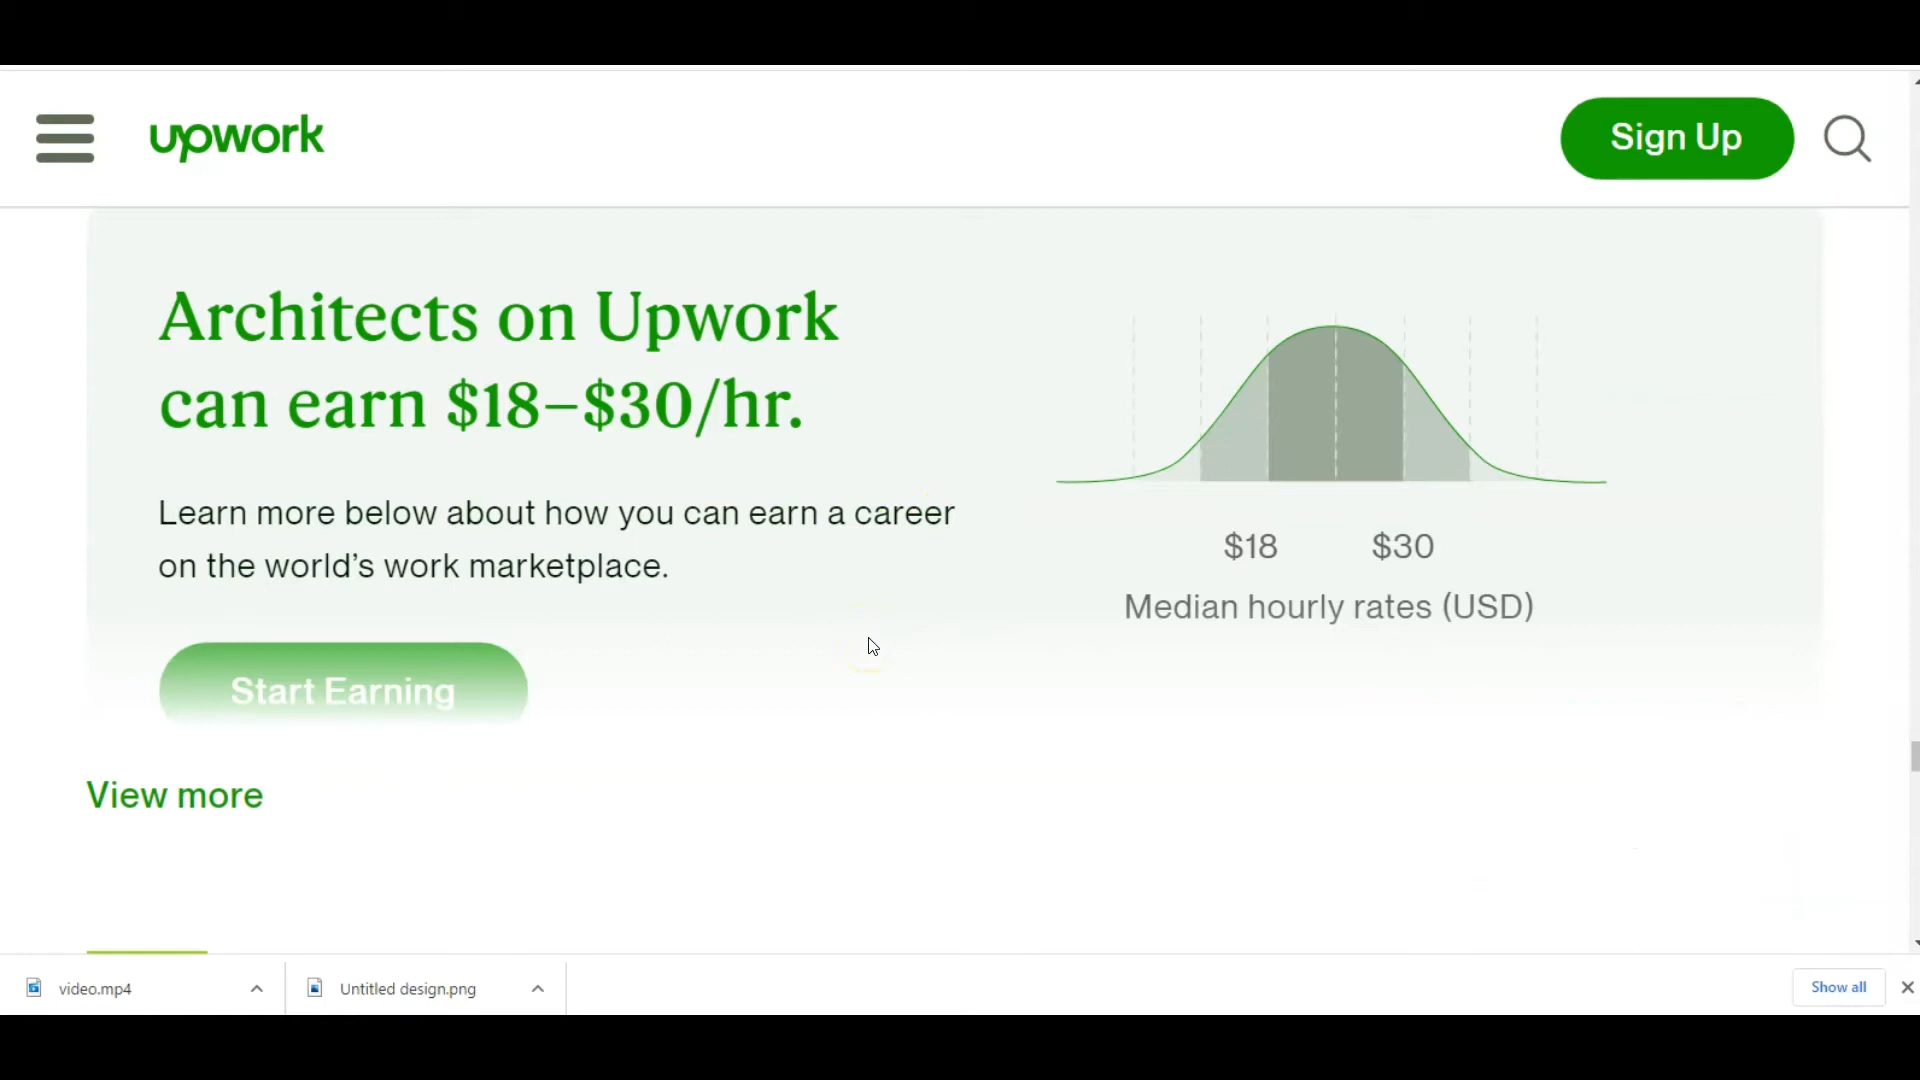 upwork
Sign Up
Architects on Upwork
can earn $18–$30/hr.
Learn more below about how you can earn a career
on the world's work marketplace.
Start Earning
$18 $30
Median hourly rates (USD)
View more
video.mp4
Untitled design.png
Show all